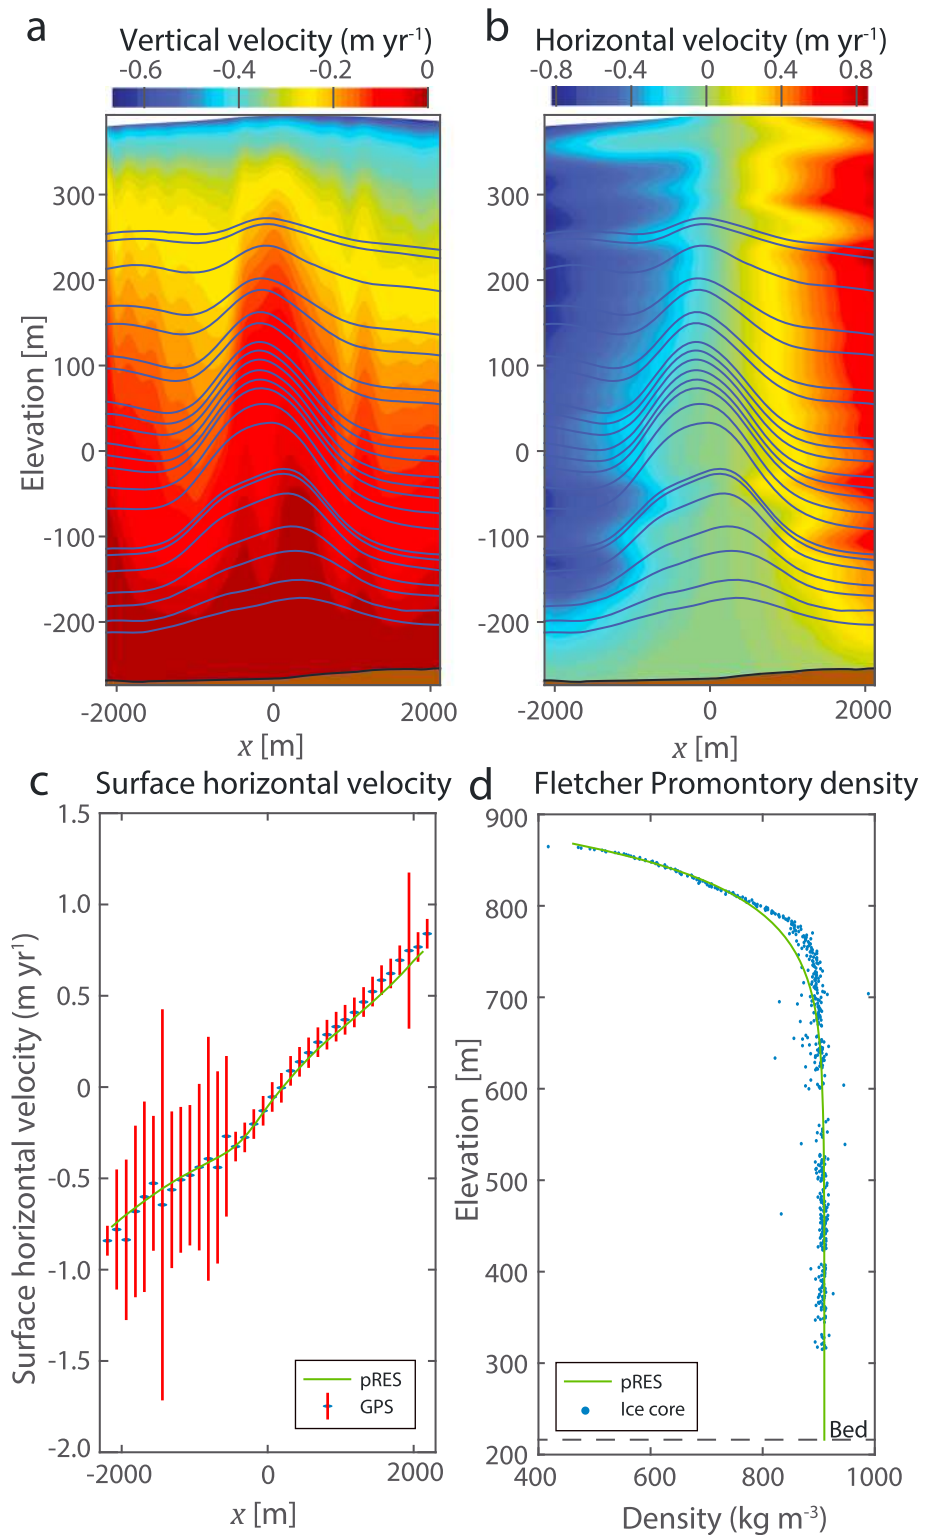 a
Vertical velocity (m yr-1)
-0.6 -0.4 -0.2 0
300
200
100
0
-100
-200
Elevation [m]
-2000 0 2000
x [m]
b
Horizontal velocity (m yr-1)
-0.8 -0.4 0 0.4 0.8
300
200
100
0
-100
-200
-2000 0 2000
x [m]
c
Surface horizontal velocity
1.5
1.0
0.5
0
-0.5
-1.0
-1.5
-2.0
Surface horizontal velocity (m yr1)
pRES
GPS
-2000 0 2000
x [m]
d
Fletcher Promontory density
900
800
700
600
500
400
300
200
Elevation [m]
pRES
Ice core
Bed
400 600 800 1000
Density (kg m-3)